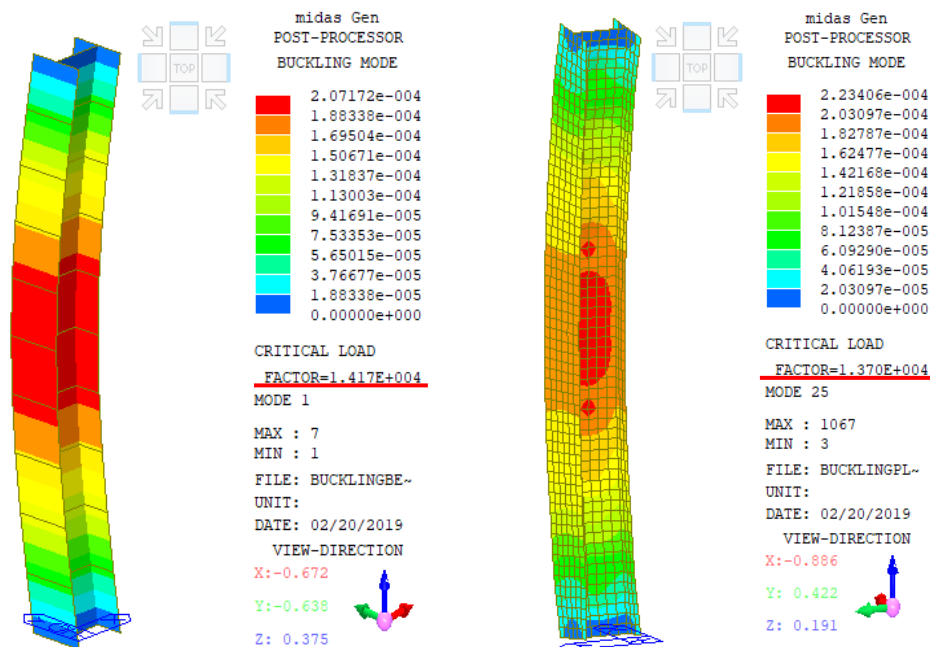 midas Gen
POST-PROCESSOR
BUCKLING MODE
TOP
2.07172e-004
1.88338e-004
1.69504e-004
1.50671e-004
1.31837e-004
1.13003e-004
9.41691e-005
7.53353e-005
5.65015e-005
3.76677e-005
1.88338e-005
0.00000e+000
CRITICAL LOAD
FACTOR=1.417E+004
MODE 1
MAX : 7
MIN : 1
FILE: BUCKLINGBE~
UNIT:
DATE: 02/20/2019
VIEW-DIRECTION
X:-0.672
Y:-0.638
Z: 0.375
midas Gen
POST-PROCESSOR
BUCKLING MODE
TOP
2.23406e-004
2.03097e-004
1.82787e-004
1.62477e-004
1.42168e-004
1.21858e-004
1.01548e-004
8.12387e-005
6.09290e-005
4.06193e-005
2.03097e-005
0.00000e+000
CRITICAL LOAD
FACTOR=1.370E+004
MODE 25
MAX : 1067
MIN : 3
FILE: BUCKLINGPL~
UNIT:
DATE: 02/20/2019
VIEW-DIRECTION
X:-0.886
Y: 0.422
Z: 0.191